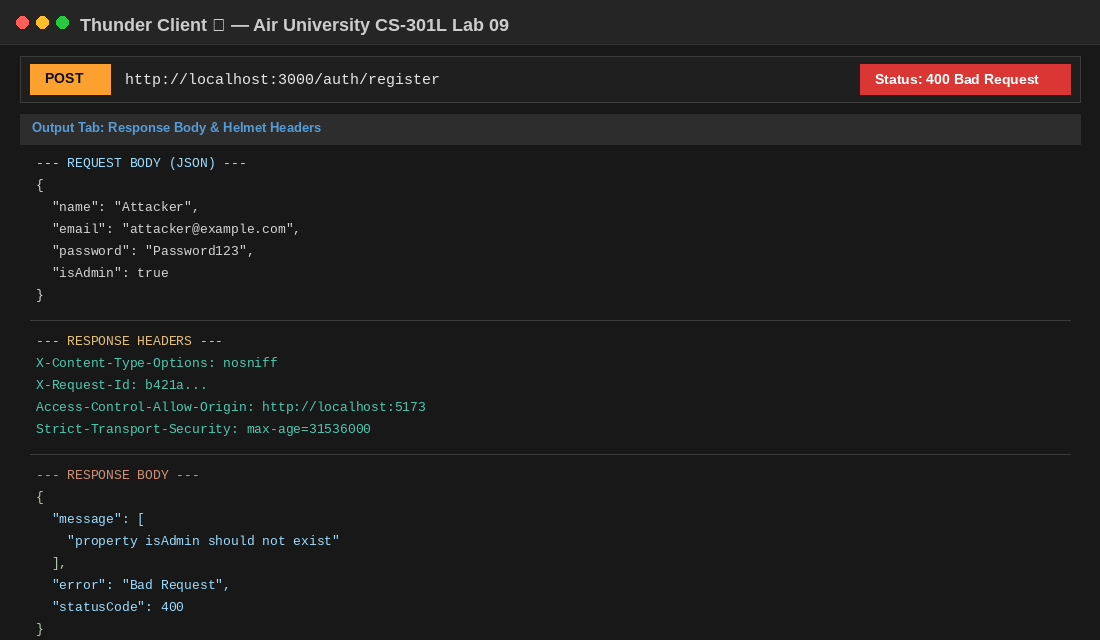 Thunder Client — Air University CS-301L Lab 09
POST
http://localhost:3000/auth/register
Status: 400 Bad Request
Output Tab: Response Body & Helmet Headers
--- REQUEST BODY (JSON) ---
{
"name": "Attacker",
"email": "attacker@example.com",
"password": "Password123",
"isAdmin": true
}
--- RESPONSE HEADERS ---
X-Content-Type-Options: nosniff
X-Request-Id: b421a...
Access-Control-Allow-Origin: http://localhost:5173
Strict-Transport-Security: max-age=31536000
--- RESPONSE BODY ---
{
"message": [
"property isAdmin should not exist"
],
"error": "Bad Request",
"statusCode": 400
}